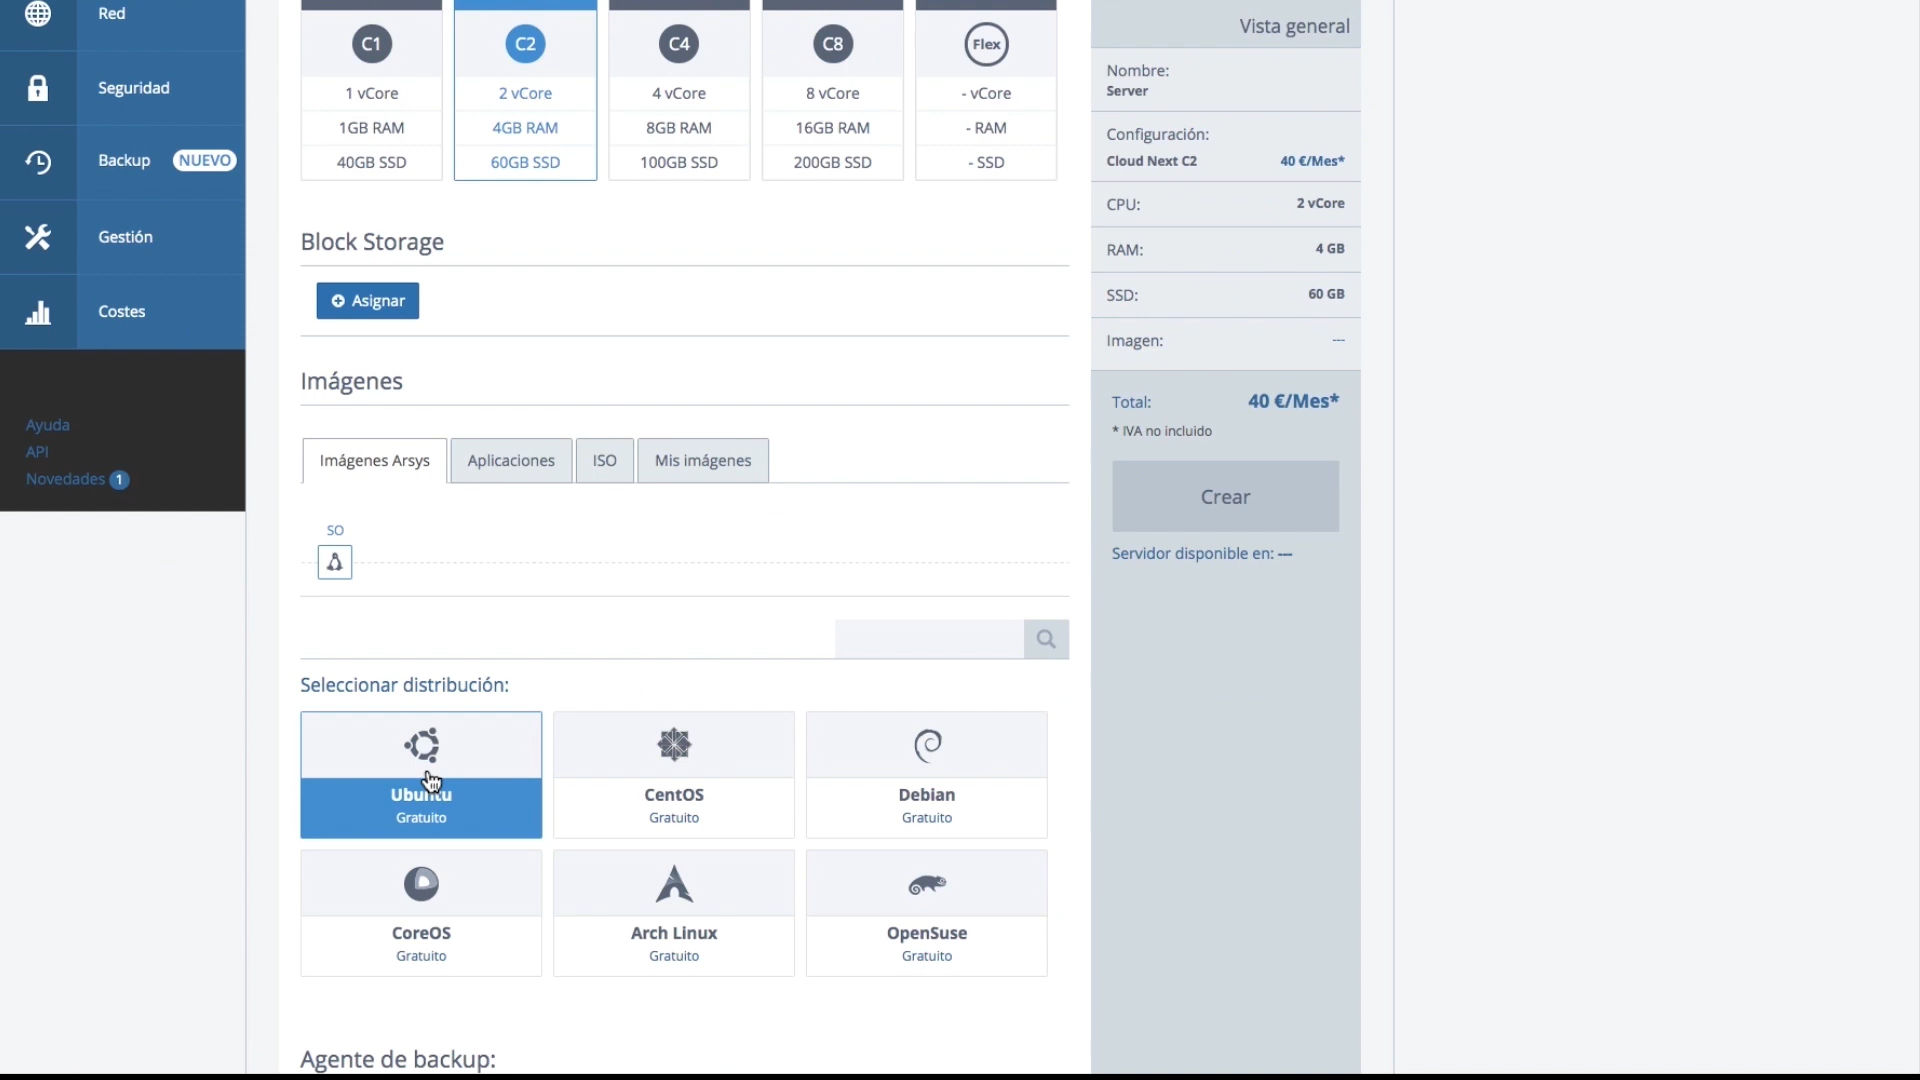 Red
Seguridad
Backup NUEVO
Gestión
Costes
Ayuda
API
Novedades 1
C1
1 vCore
1GB RAM
40GB SSD
C2
2 vCore
4GB RAM
60GB SSD
C4
4 vCore
8GB RAM
100GB SSD
C8
8 vCore
16GB RAM
200GB SSD
Flex
- vCore
- RAM
- SSD
Block Storage
Asignar
Imágenes
Imágenes Arsys
Aplicaciones
ISO
Mis imágenes
SO
Seleccionar distribución:
Ubuntu
Gratuito
CentOS
Gratuito
Debian
Gratuito
CoreOS
Gratuito
Arch Linux
Gratuito
OpenSuse
Gratuito
Agente de backup:
Vista general
Nombre:
Server
Configuración:
Cloud Next C2 40 €/Mes*
CPU: 2 vCore
RAM: 4 GB
SSD: 60 GB
Imagen: ---
Total: 40 €/Mes*
* IVA no incluido
Crear
Servidor disponible en: ---